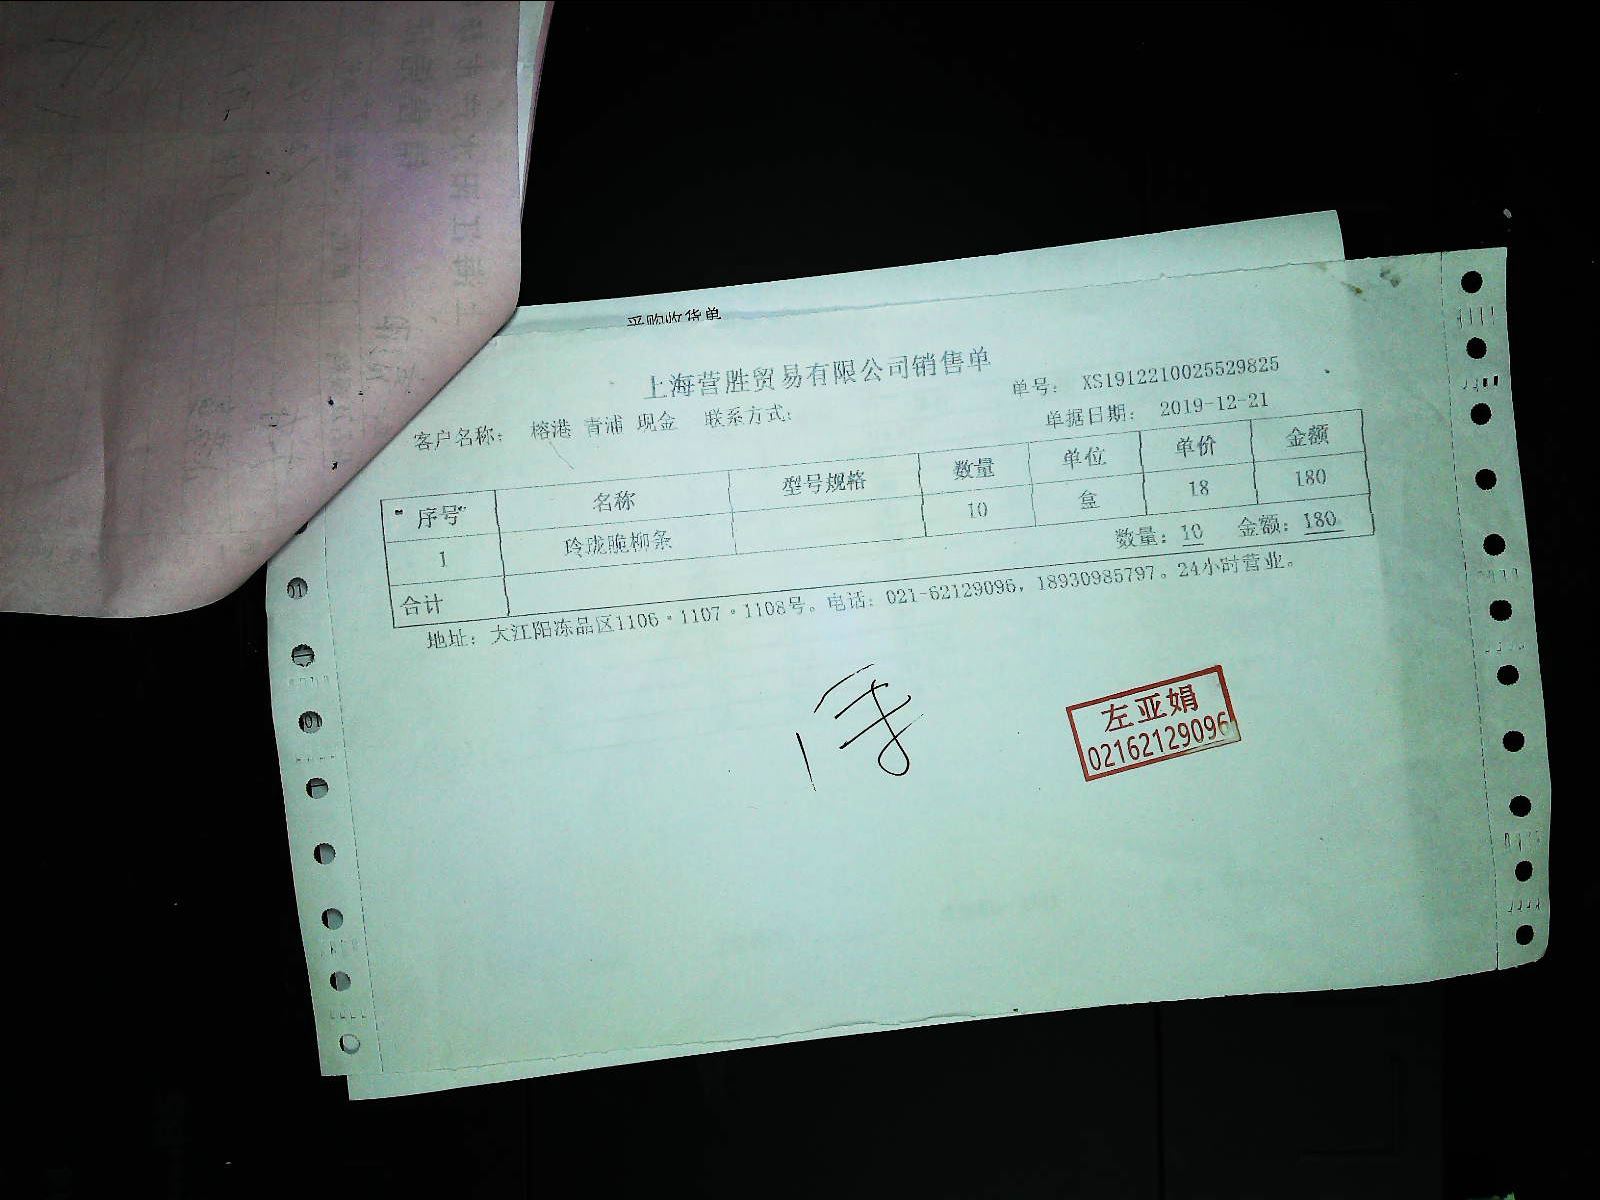 采购收货单
上海营胜贸易有限公司销售单
单号: XS1912210025529825
客户名称: 榕港 青浦 现金 联系方式:
单据日期: 2019-12-21
序号 名称 型号规格 数量 单位 单价 金额
1 玲珑脆柳条 10 盒 18 180
合计 数量: 10 金额: 180
地址: 大江阳冻品区1106·1107·1108号。电话: 021-62129096, 18930985797。24小时营业。
左亚娟
02162129096